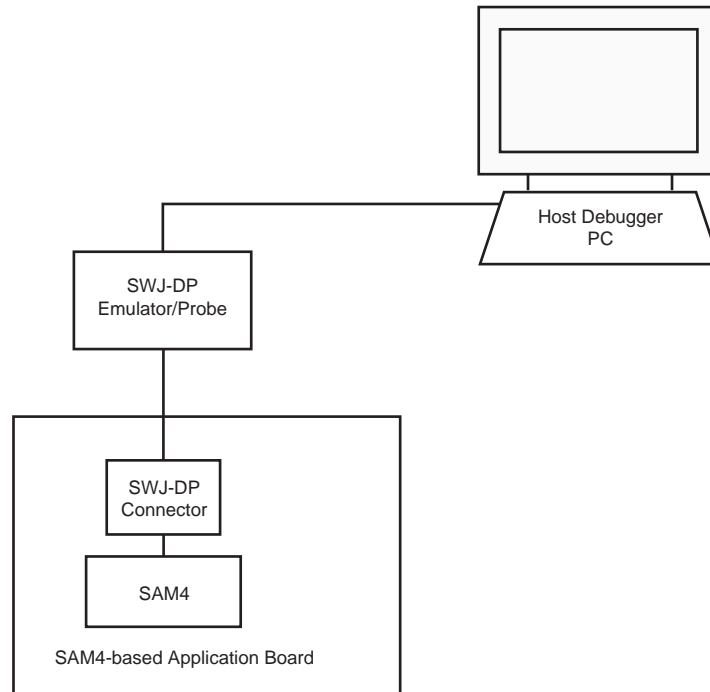 Host Debugger
PC
SWJ-DP
Emulator/Probe
SWJ-DP
Connector
SAM4
SAM4-based Application Board